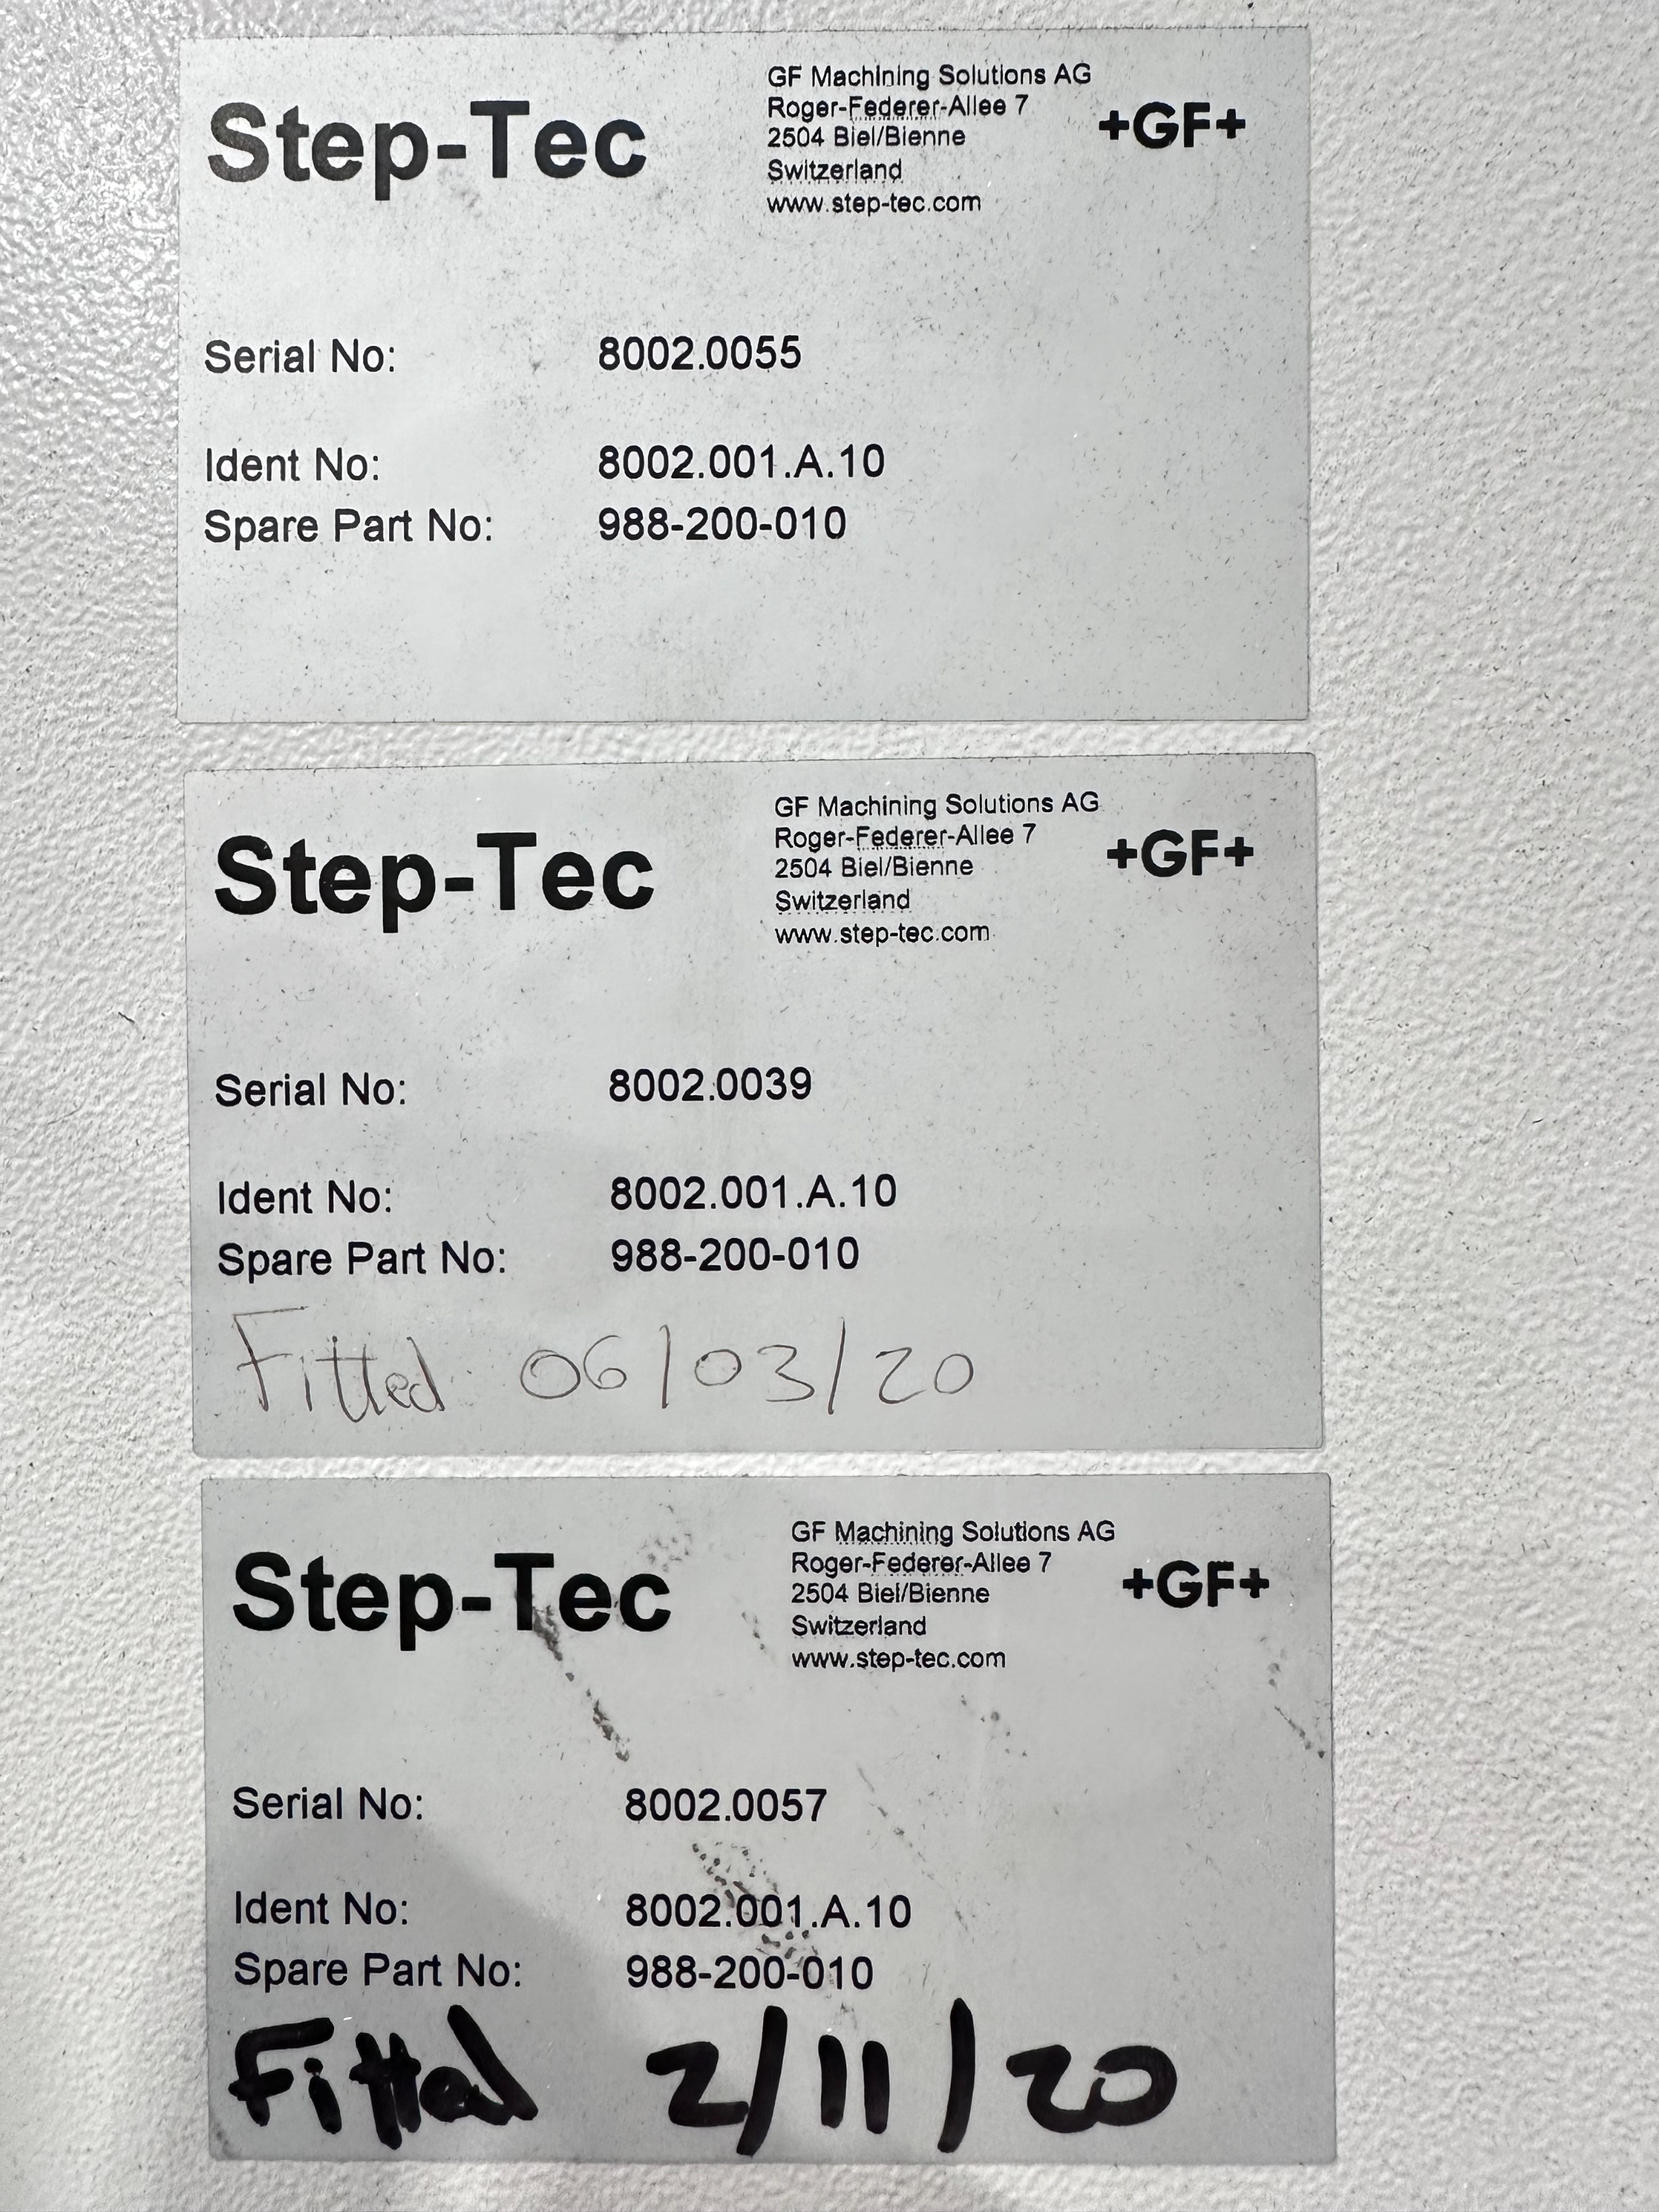 Step-Tec
GF Machining Solutions AG
Roger-Federer-Allee 7
2504 Biel/Bienne
Switzerland
www.step-tec.com
+GF+
Serial No: 8002.0055
Ident No: 8002.001.A.10
Spare Part No: 988-200-010
Step-Tec
GF Machining Solutions AG
Roger-Federer-Allee 7
2504 Biel/Bienne
Switzerland
www.step-tec.com
+GF+
Serial No: 8002.0039
Ident No: 8002.001.A.10
Spare Part No: 988-200-010
Fitted 06/03/20
Step-Tec
GF Machining Solutions AG
Roger-Federer-Allee 7
2504 Biel/Bienne
Switzerland
www.step-tec.com
+GF+
Serial No: 8002.0057
Ident No: 8002.001.A.10
Spare Part No: 988-200-010
Fitted 2/11/20